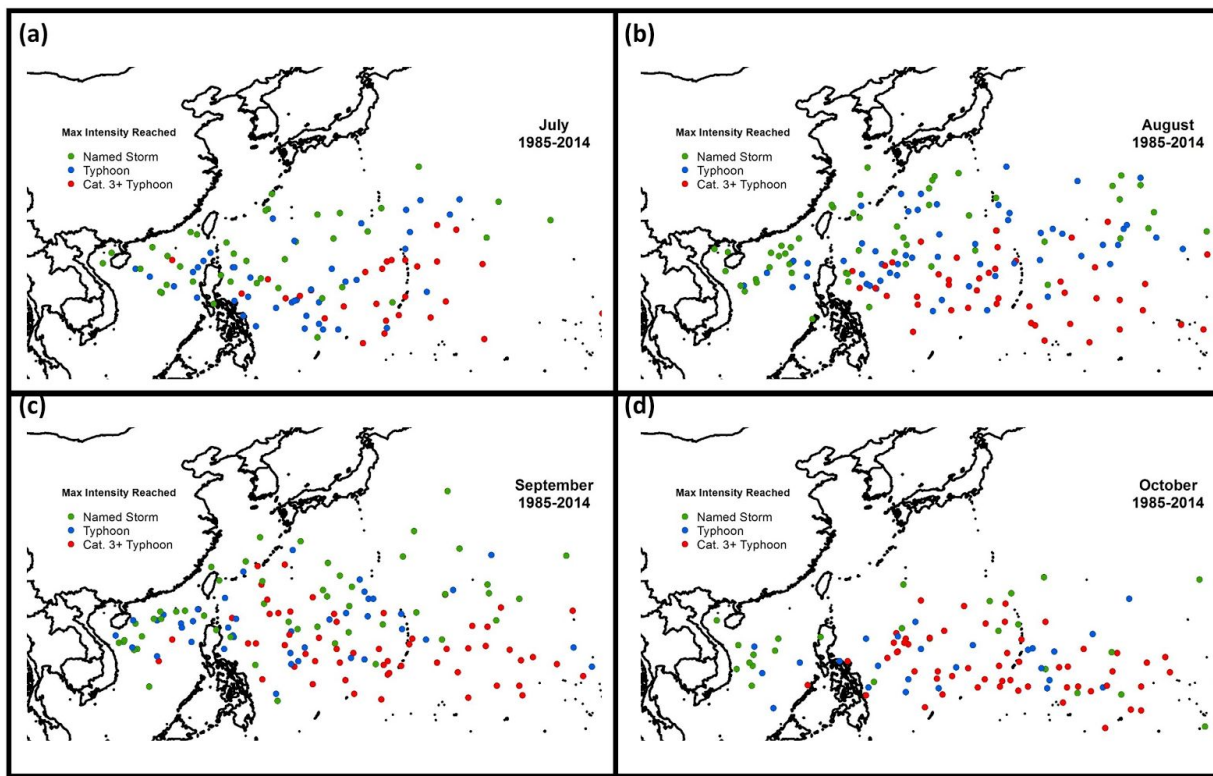 (a)
July
1985-2014
Max Intensity Reached
Named Storm
Typhoon
Cat. 3+ Typhoon
(b)
August
1985-2014
Max Intensity Reached
Named Storm
Typhoon
Cat. 3+ Typhoon
(c)
September
1985-2014
Max Intensity Reached
Named Storm
Typhoon
Cat. 3+ Typhoon
(d)
October
1985-2014
Max Intensity Reached
Named Storm
Typhoon
Cat. 3+ Typhoon